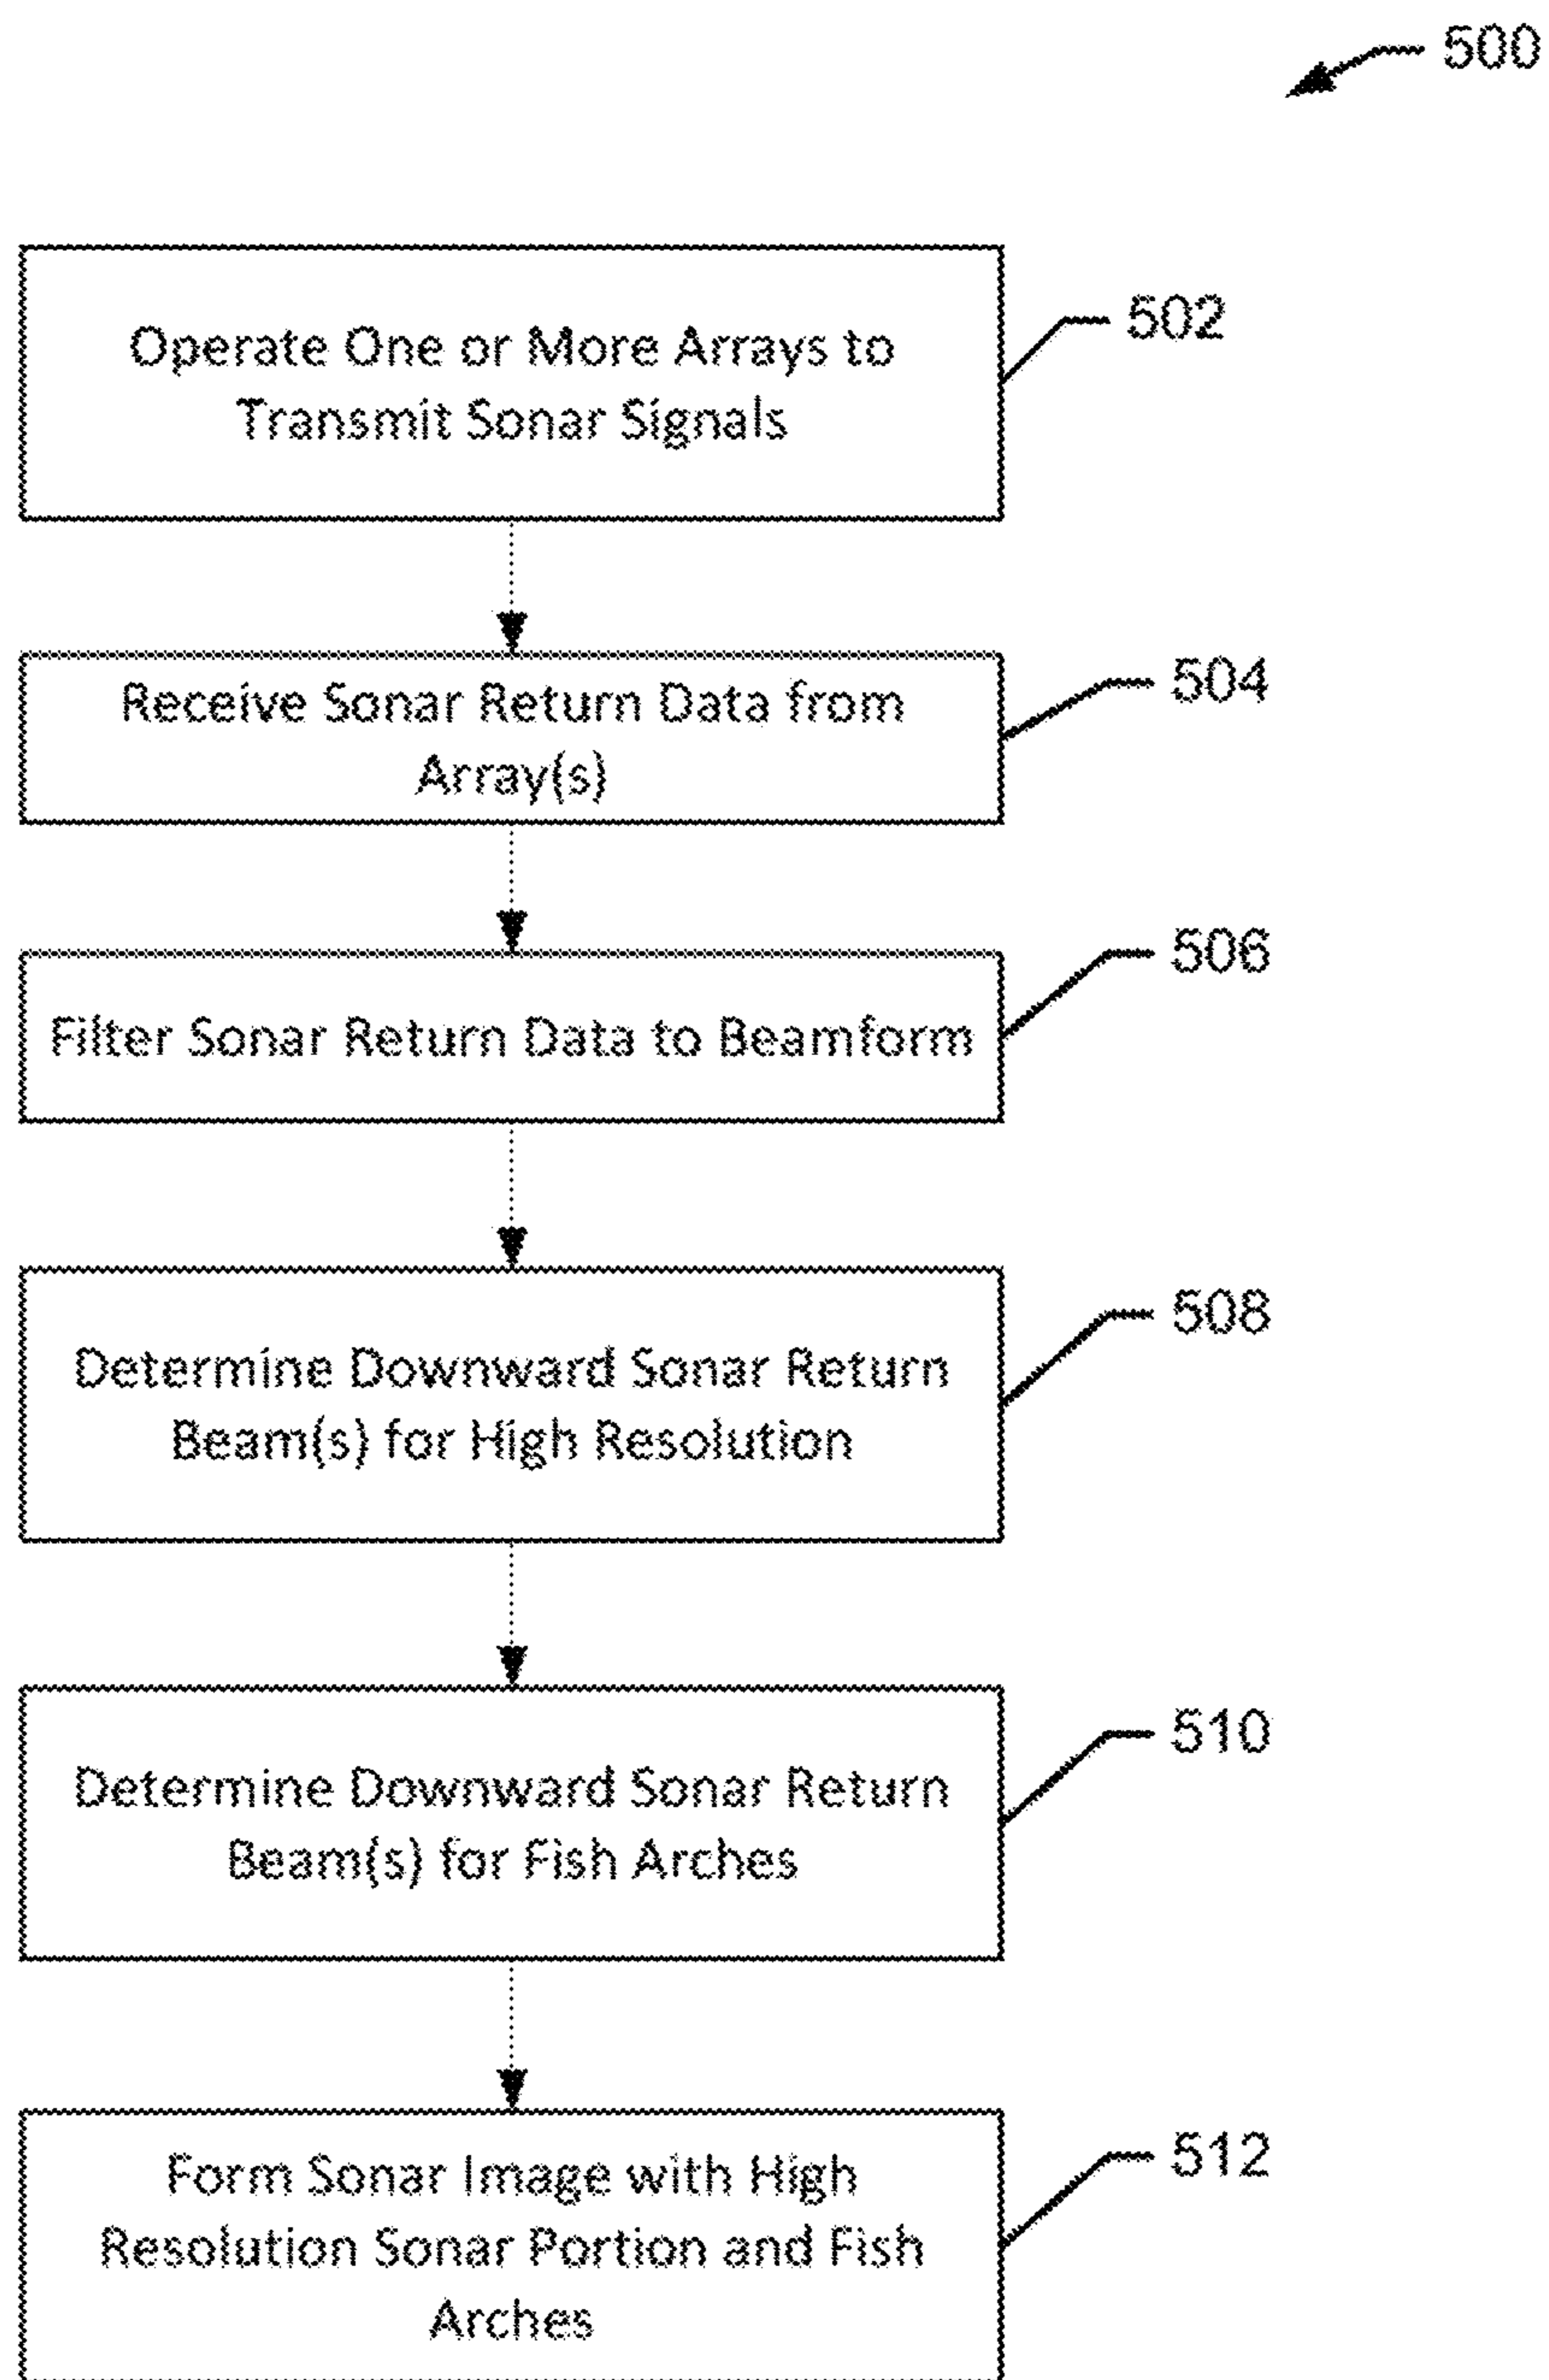 500
Operate One or More Arrays to
Transmit Sonar Signals
502
Receive Sonar Return Data from
Array(s)
504
Filter Sonar Return Data to Beamform
506
Determine Downward Sonar Return
Beam(s) for High Resolution
508
Determine Downward Sonar Return
Beam(s) for Fish Arches
510
Form Sonar Image with High
Resolution Sonar Portion and Fish
Arches
512